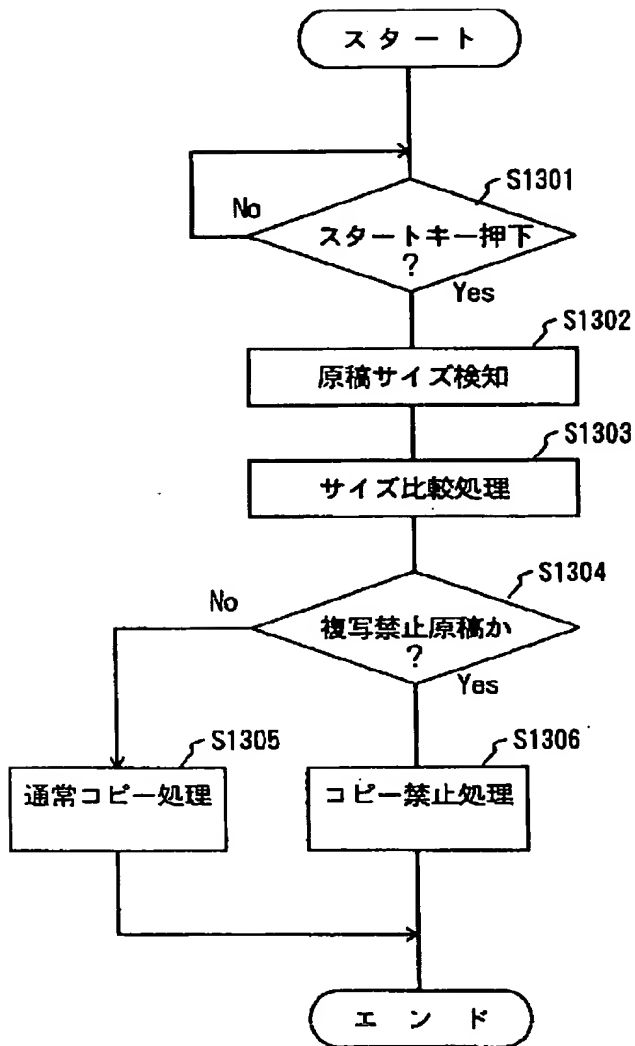 スタート
S1301
No
スタートキー押下
?
Yes
S1302
原稿サイズ検知
S1303
サイズ比較処理
S1304
No
複写禁止原稿か
?
Yes
S1305
通常コピー処理
S1306
コピー禁止処理
エンド